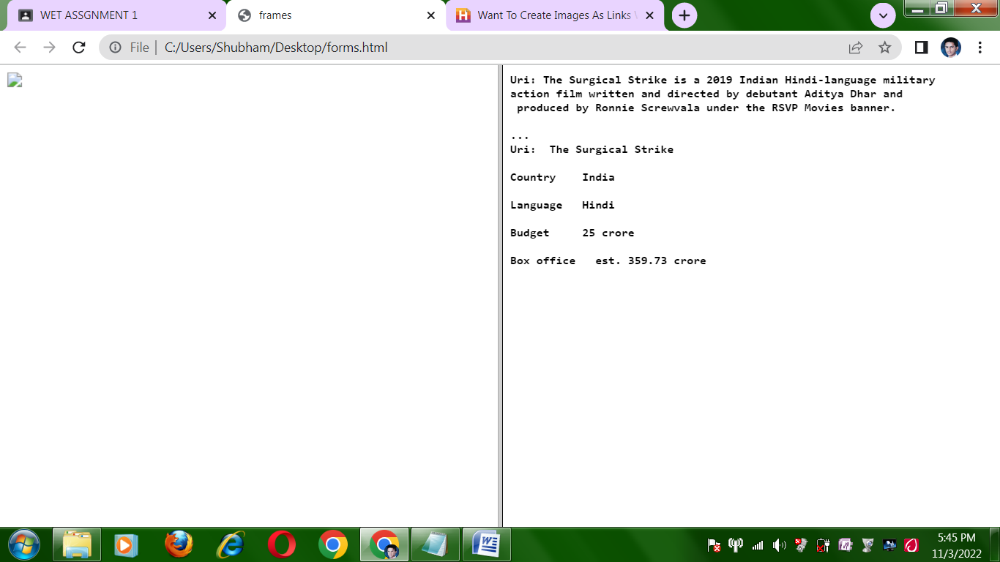 WET ASSGNMENT 1
frames
Want To Create Images As Links
File | C:/Users/Shubham/Desktop/forms.html
Uri: The Surgical Strike is a 2019 Indian Hindi-language military
action film written and directed by debutant Aditya Dhar and
produced by Ronnie Screwvala under the RSVP Movies banner.
...
Uri:  The Surgical Strike
Country    India
Language   Hindi
Budget     25 crore
Box office   est. 359.73 crore
5:45 PM
11/3/2022